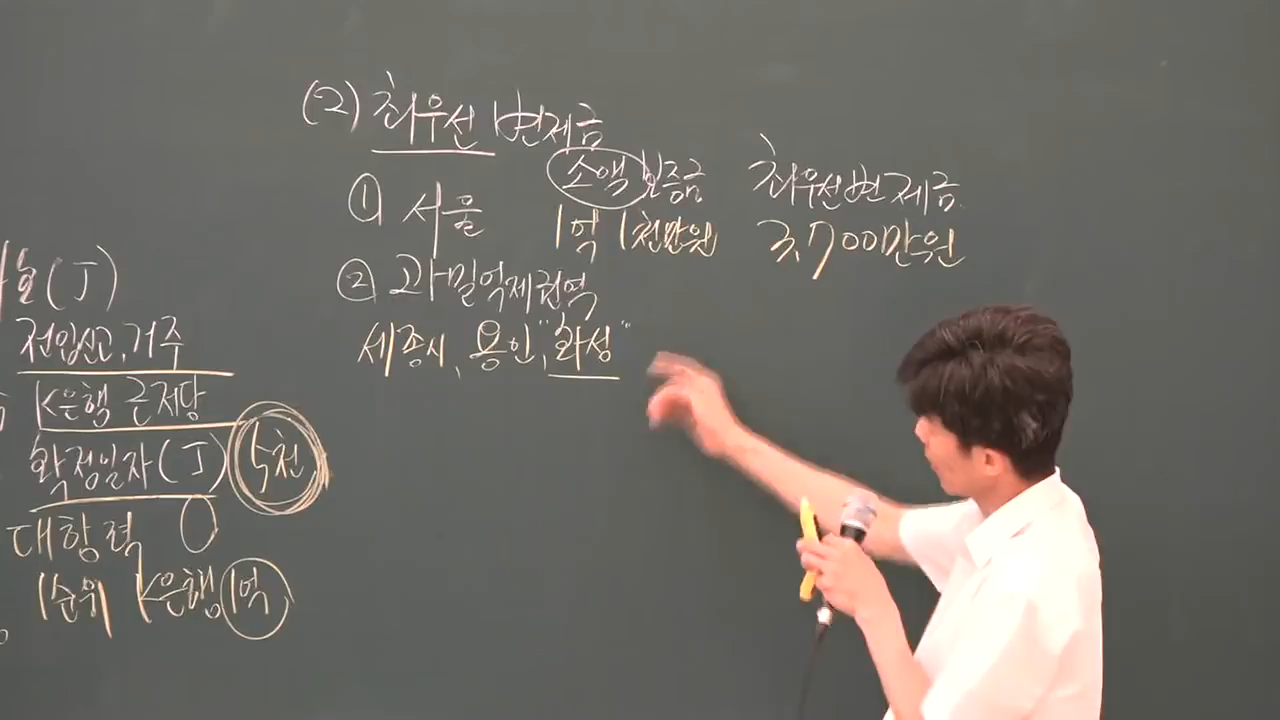 (2) 최우선 변제금
소액 보증금 최우선변제금
① 서울 1억 1천만원 3,700만원
② 과밀억제권역
세종시, 용인, "화성"
(J)
전입신고, 거주
K은행 근저당
확정일자 (J) 5천
대항력 O
1순위 K은행 1억